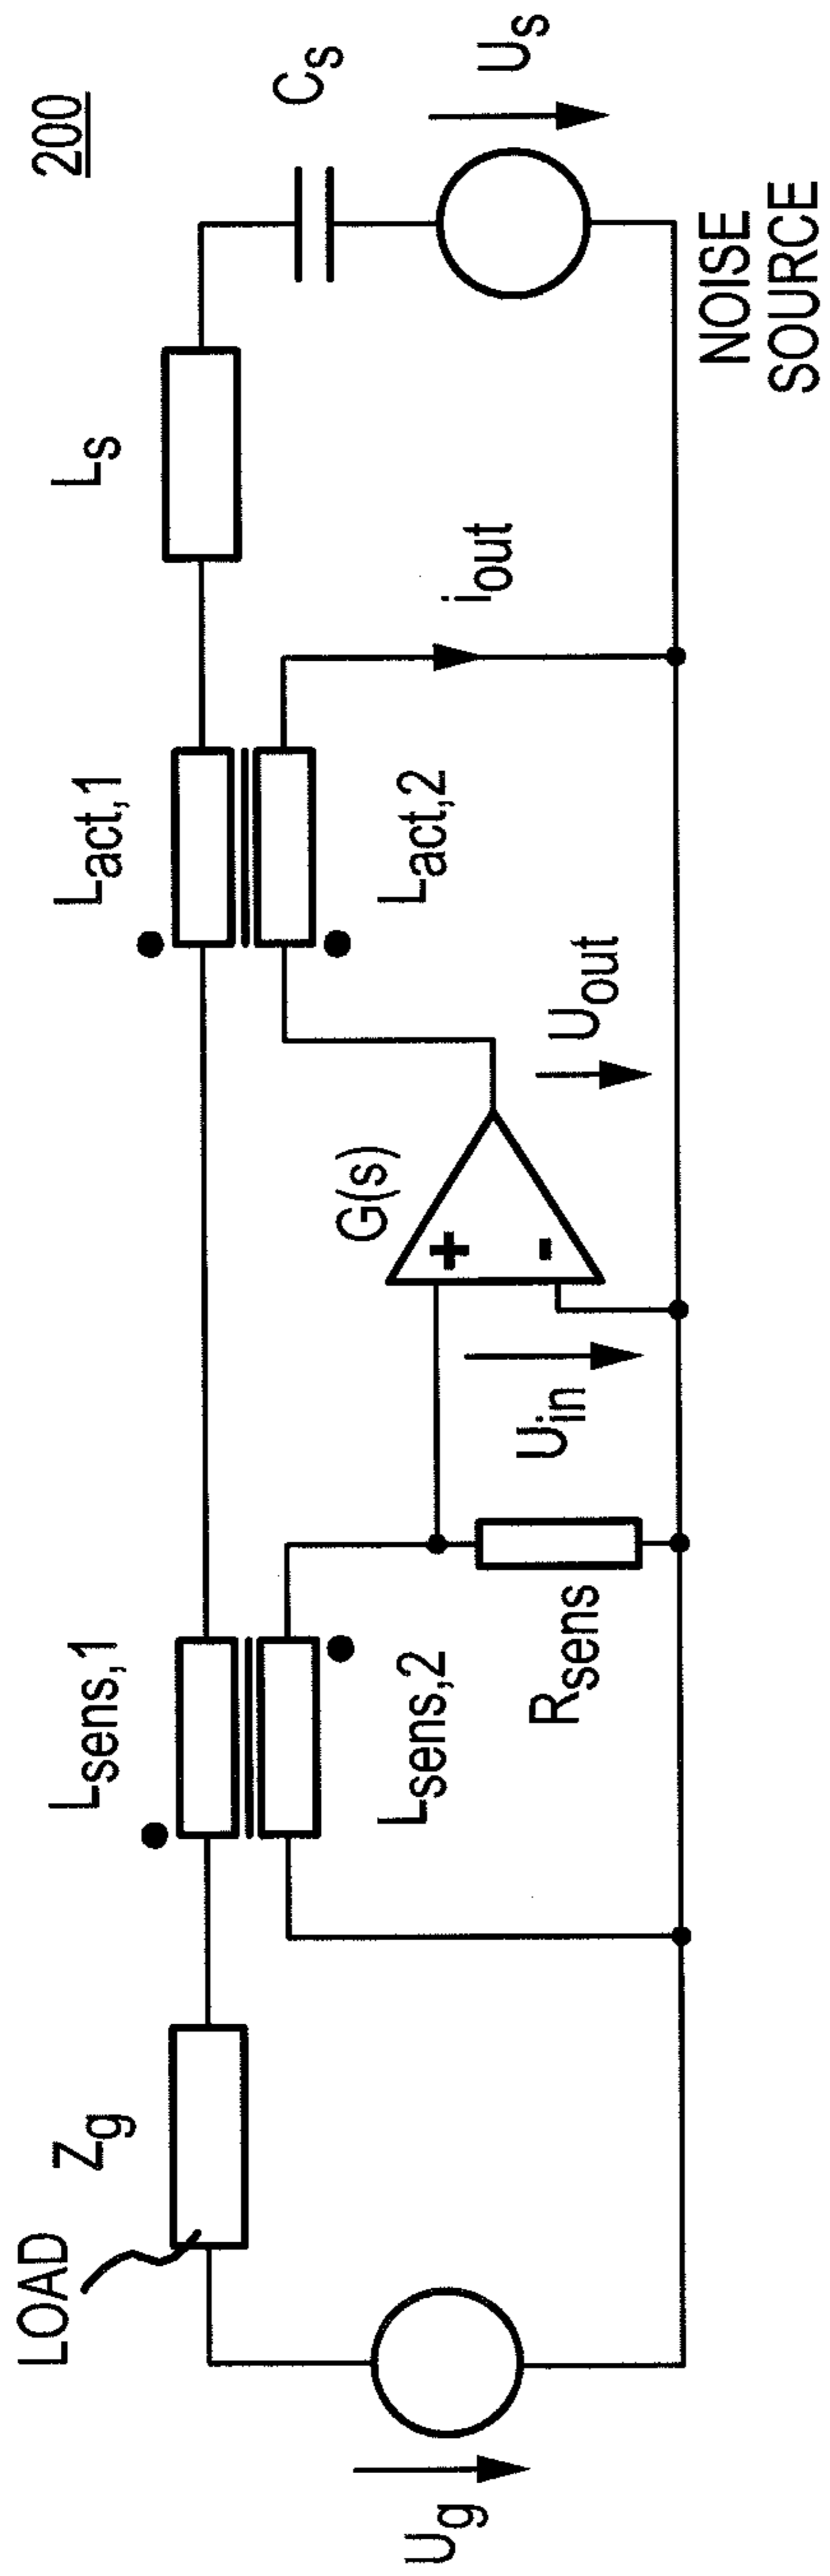 200
LOAD
Zg
Lsens,1
Lact,1
Ls
Cs
Ug
Lsens,2
Rsens
Uin
G(s)
+
-
Uout
Lact,2
iout
Us
NOISE
SOURCE